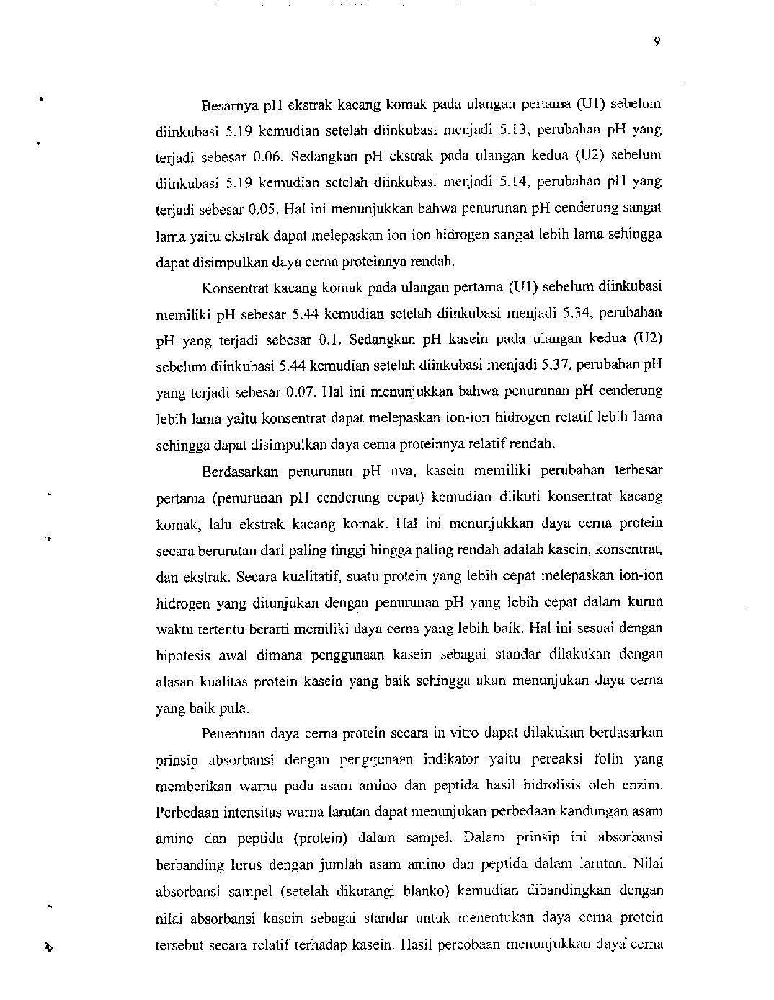 9
Besarnya pH ekstrak kacang komak pada ulangan pertama (U1) sebelum
diinkubasi 5.19 kemudian setelah diinkubasi menjadi 5.13, perubahan pH yang
terjadi sebesar 0.06. Sedangkan pH ekstrak pada ulangan kedua (U2) sebelum
diinkubasi 5.19 kemudian setelah diinkubasi menjadi 5.14, perubahan pH yang
terjadi sebesar 0.05. Hal ini menunjukkan bahwa penurunan pH cenderung sangat
lama yaitu ekstrak dapat melepaskan ion-ion hidrogen sangat lebih lama sehingga
dapat disimpulkan daya cerna proteinnya rendah.
Konsentrat kacang komak pada ulangan pertama (U1) sebelum diinkubasi
memiliki pH sebesar 5.44 kemudian setelah diinkubasi menjadi 5.34, perubahan
pH yang terjadi sebesar 0.1. Sedangkan pH kasein pada ulangan kedua (U2)
sebelum diinkubasi 5.44 kemudian setelah diinkubasi menjadi 5.37, perubahan pH
yang terjadi sebesar 0.07. Hal ini menunjukkan bahwa penurunan pH cenderung
lebih lama yaitu konsentrat dapat melepaskan ion-ion hidrogen relatif lebih lama
sehingga dapat disimpulkan daya cerna proteinnya relatif rendah.
Berdasarkan penurunan pH nya, kasein memiliki perubahan terbesar
pertama (penurunan pH cenderung cepat) kemudian diikuti konsentrat kacang
komak, lalu ekstrak kacang komak. Hal ini menunjukkan daya cerna protein
secara berurutan dari paling tinggi hingga paling rendah adalah kasein, konsentrat,
dan ekstrak. Secara kualitatif, suatu protein yang lebih cepat melepaskan ion-ion
hidrogen yang ditunjukan dengan penurunan pH yang lebih cepat dalam kurun
waktu tertentu berarti memiliki daya cerna yang lebih baik. Hal ini sesuai dengan
hipotesis awal dimana penggunaan kasein sebagai standar dilakukan dengan
alasan kualitas protein kasein yang baik sehingga akan menunjukan daya cerna
yang baik pula.
Penentuan daya cerna protein secara in vitro dapat dilakukan berdasarkan
prinsip absorbansi dengan penggunaan indikator yaitu pereaksi folin yang
memberikan warna pada asam amino dan peptida hasil hidrolisis oleh enzim.
Perbedaan intensitas warna larutan dapat menunjukan perbedaan kandungan asam
amino dan peptida (protein) dalam sampel. Dalam prinsip ini absorbansi
berbanding lurus dengan jumlah asam amino dan peptida dalam larutan. Nilai
absorbansi sampel (setelah dikurangi blanko) kemudian dibandingkan dengan
nilai absorbansi kasein sebagai standar untuk menentukan daya cerna protein
tersebut secara relatif terhadap kasein. Hasil percobaan menunjukkan daya cerna